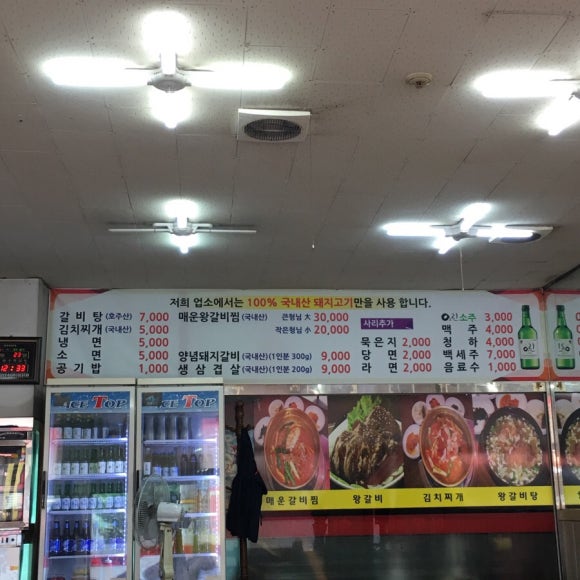 저희 업소에서는 100% 국내산 돼지고기만을 사용 합니다.
갈비탕 (호주산) 7,000
김치찌개 (국내산) 5,000
냉면 5,000
소면 5,000
공기밥 1,000
매운왕갈비찜 (국내산) 큰형님 大 30,000
작은형님 小 20,000
양념돼지갈비 (국내산)(1인분 300g) 9,000
생삼겹살 (국내산)(1인분 200g) 9,000
사리추가
묵은지 2,000
당면 2,000
라면 2,000
O2린소주 3,000
맥주 4,000
청하 4,000
백세주 7,000
음료수 1,000
12:33
ICE TOP
ICE TOP
매운갈비찜
왕갈비
김치찌개
왕갈비탕